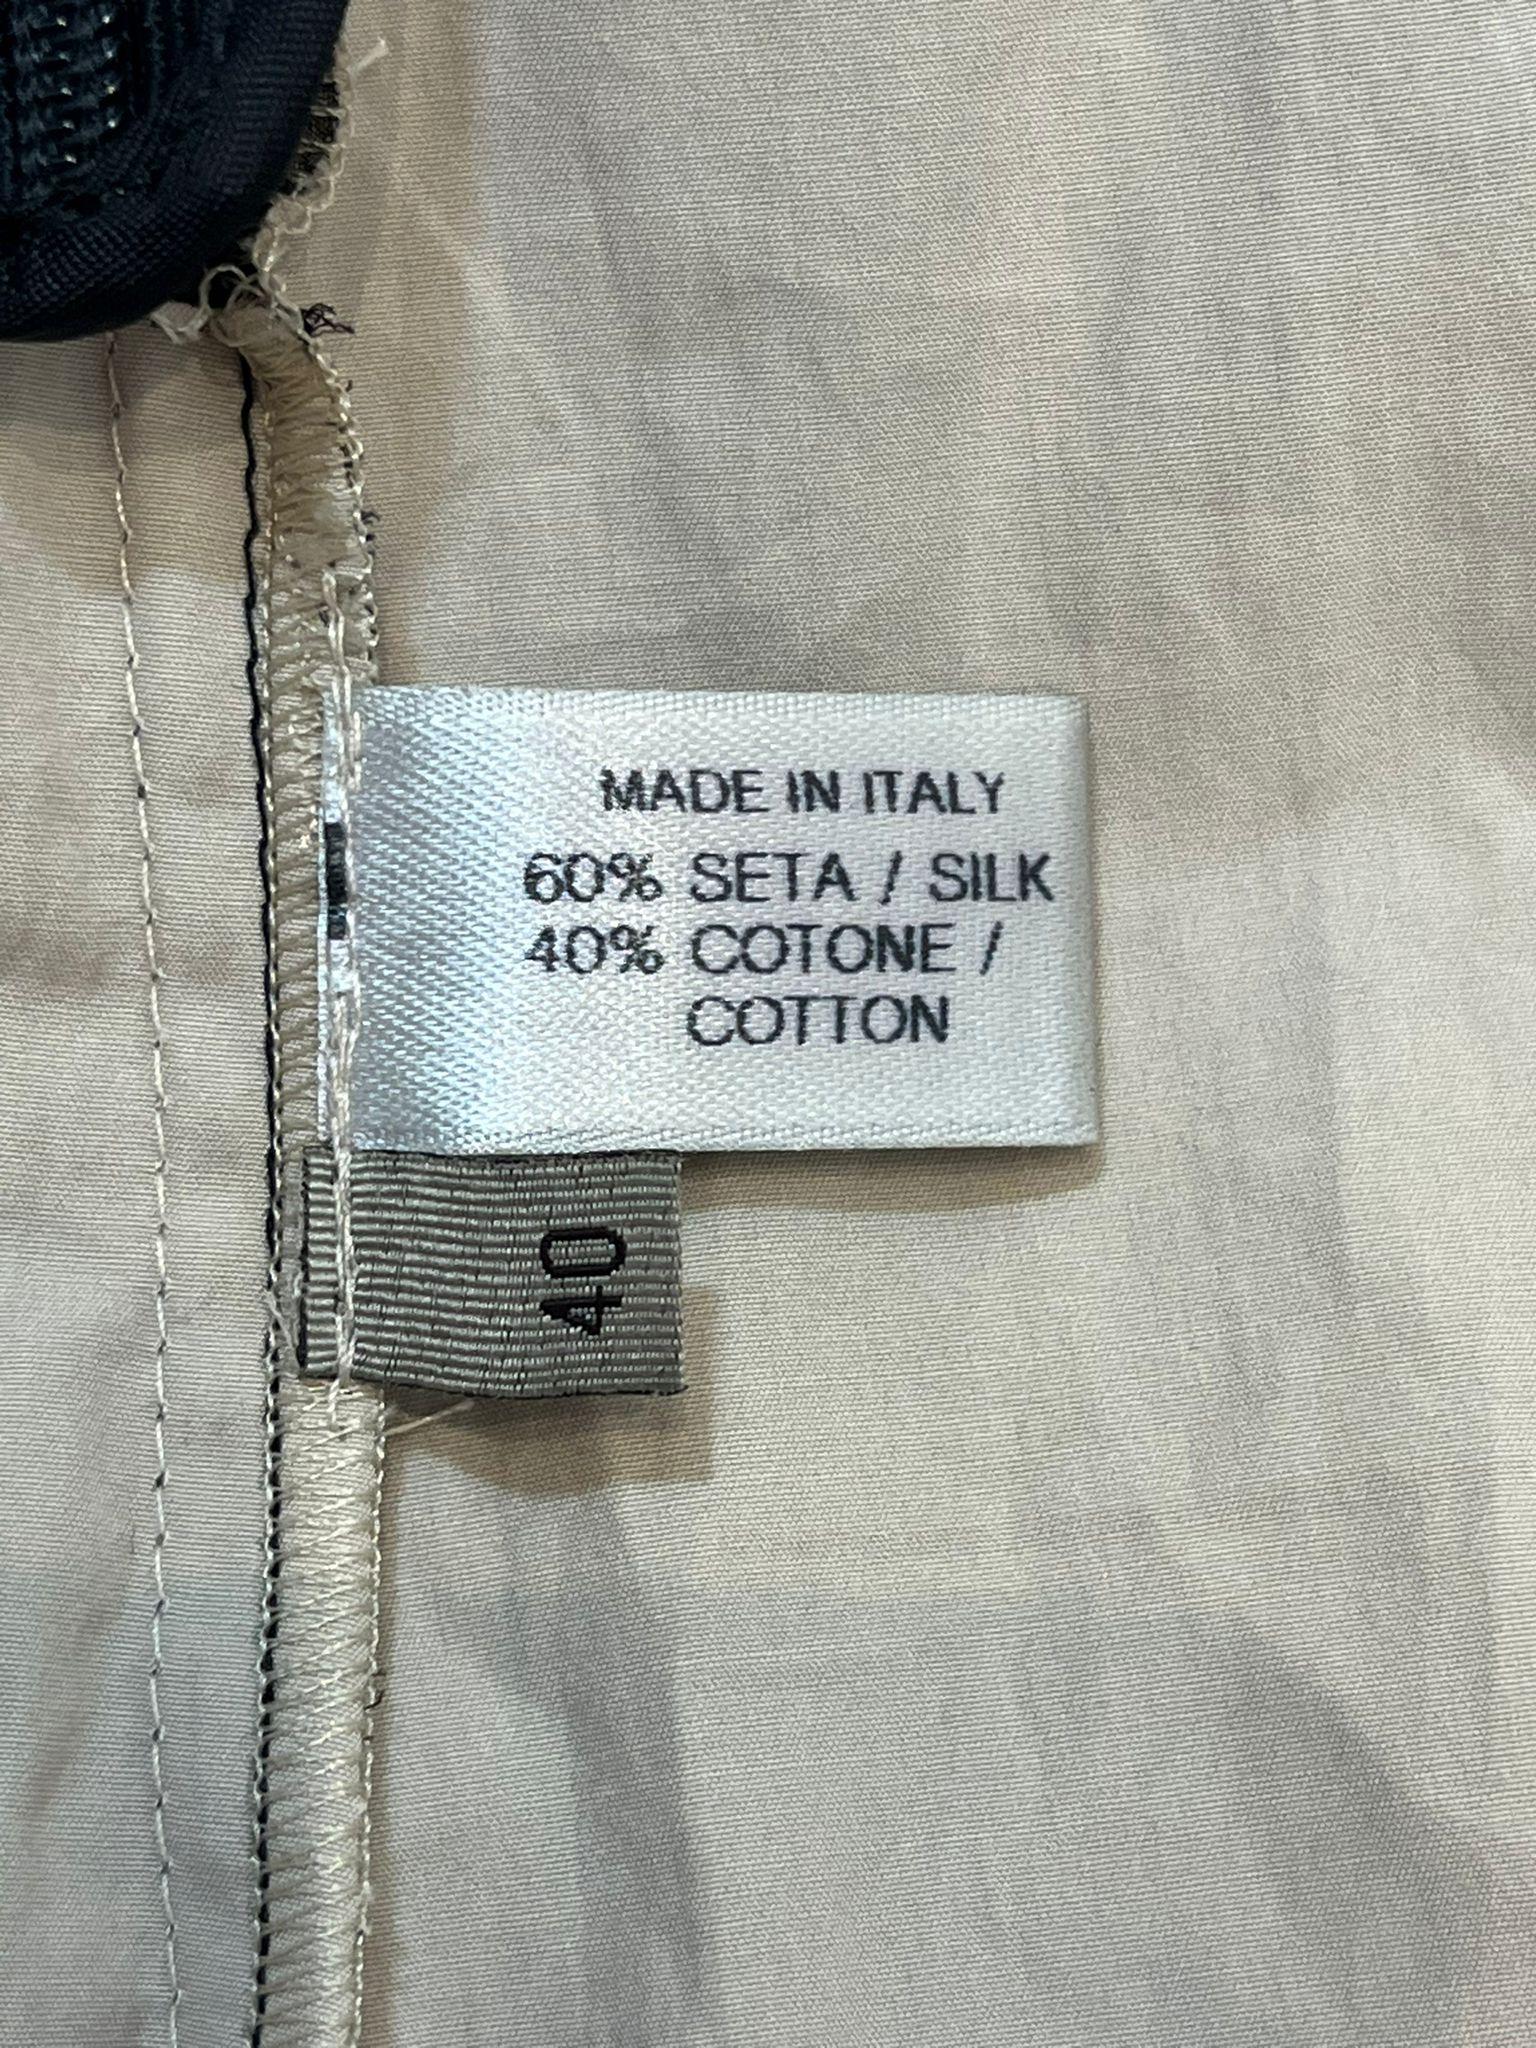 MADE IN ITALY
60% SETA / SILK
40% COTONE /
COTTON
40